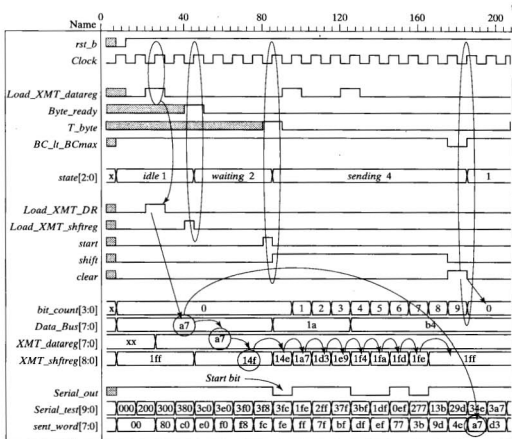 Name 0 40 80 120 160 200
rst_b
Clock
Load_XMT_datareg
Byte_ready
T_byte
BC_lt_BCmax
state[2:0] x idle 1 waiting 2 sending 4 1
Load_XMT_DR
Load_XMT_shftreg
start
shift
clear
bit_count[3:0] x 0 1 2 3 4 5 6 7 8 9 0
Data_Bus[7:0] a7 1a b4
XMT_datareg[7:0] xx a7
XMT_shftreg[8:0] 1ff 14f 14e 1a7 1d3 1e9 1f4 1fa 1fd 1fe 1ff
Start bit
Serial_out
Serial_test[9:0] 000 200 300 380 3c0 3e0 3f0 3f8 3fc 1fe 2ff 37f 3bf 1df 0ef 277 13b 29d 34e 3a7
sent_word[7:0] 00 80 c0 e0 f0 f8 fc fe ff 7f bf df ef 77 3b 9d 4e a7 d3